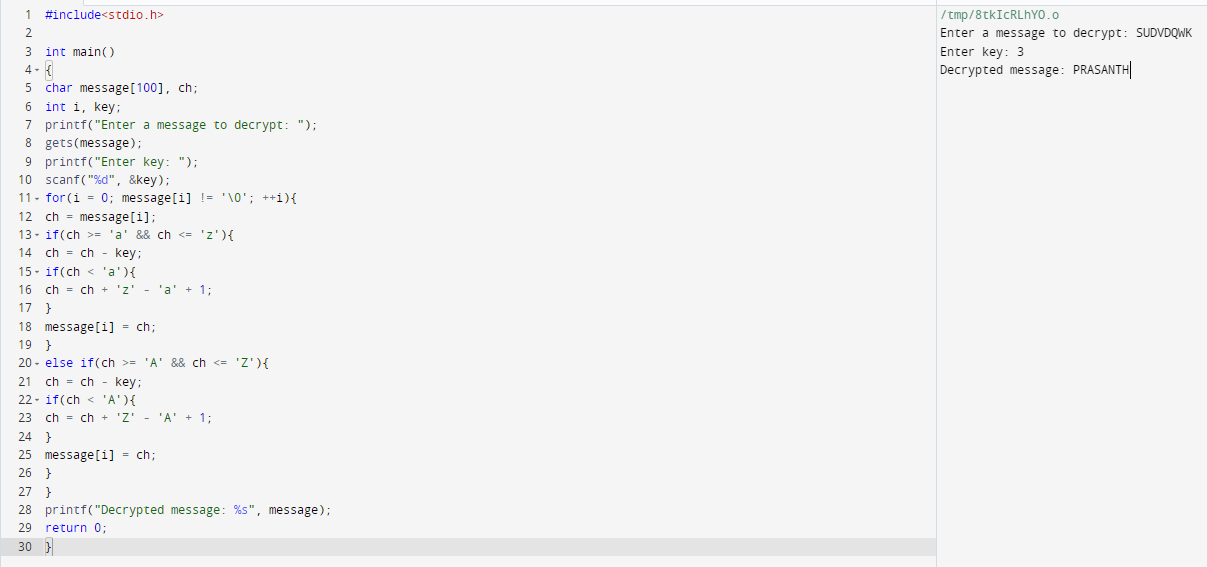 1 #include<stdio.h>
2
3 int main()
4 {
5 char message[100], ch;
6 int i, key;
7 printf("Enter a message to decrypt: ");
8 gets(message);
9 printf("Enter key: ");
10 scanf("%d", &key);
11 for(i = 0; message[i] != '\0'; ++i){
12 ch = message[i];
13 if(ch >= 'a' && ch <= 'z'){
14 ch = ch - key;
15 if(ch < 'a'){
16 ch = ch + 'z' - 'a' + 1;
17 }
18 message[i] = ch;
19 }
20 else if(ch >= 'A' && ch <= 'Z'){
21 ch = ch - key;
22 if(ch < 'A'){
23 ch = ch + 'Z' - 'A' + 1;
24 }
25 message[i] = ch;
26 }
27 }
28 printf("Decrypted message: %s", message);
29 return 0;
30 }
/tmp/8tkIcRLhYO.o
Enter a message to decrypt: SUDVDQWK
Enter key: 3
Decrypted message: PRASANTH